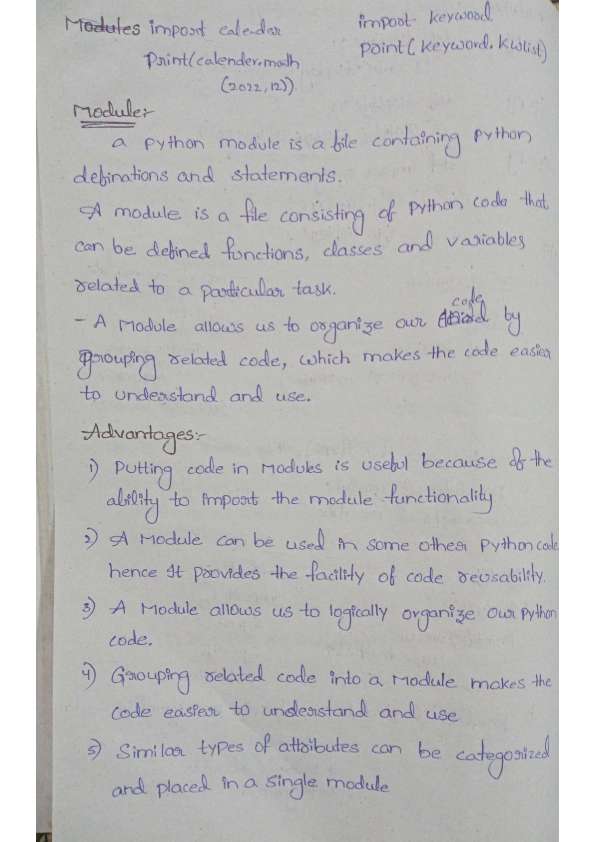 Modules import calendar
Print(calender.math
(2022,12))
import keyword
Point(keyword.kwlist)
Module:-
a python module is a file containing Python
definations and statements.
A module is a file consisting of Python code that
can be defined functions, classes and variables
related to a particular task.
code
- A Module allows us to organize our by
grouping related code, which makes the code easier
to understand and use.
Advantages:-
1) Putting code in Modules is useful because of the
ability to import the module functionality
2) A Module can be used in some other Python code
hence It provides the facility of code reusability.
3) A Module allows us to logically organize our Python
code.
4) Grouping related code into a Module makes the
code easier to understand and use
5) Similar types of attributes can be categorized
and placed in a single module